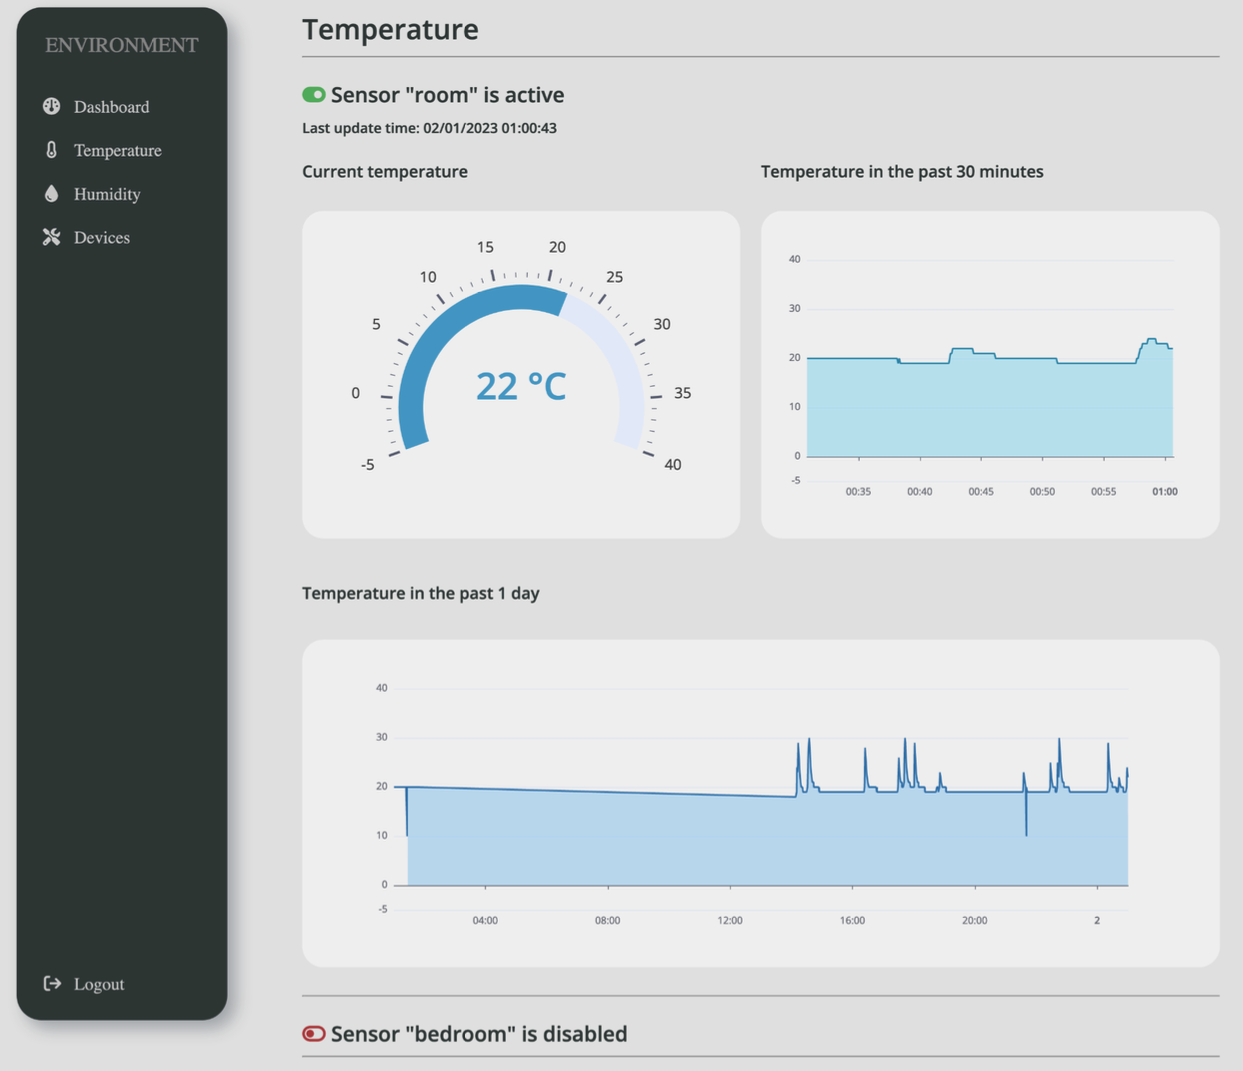 ENVIRONMENT
Dashboard
Temperature
Humidity
Devices
Logout
Temperature
Sensor "room" is active
Last update time: 02/01/2023 01:00:43
Current temperature
-5
0
5
10
15
20
25
30
35
40
22 °C
Temperature in the past 30 minutes
40
30
20
10
0
-5
00:35 00:40 00:45 00:50 00:55 01:00
Temperature in the past 1 day
40
30
20
10
0
-5
04:00 08:00 12:00 16:00 20:00 2
Sensor "bedroom" is disabled